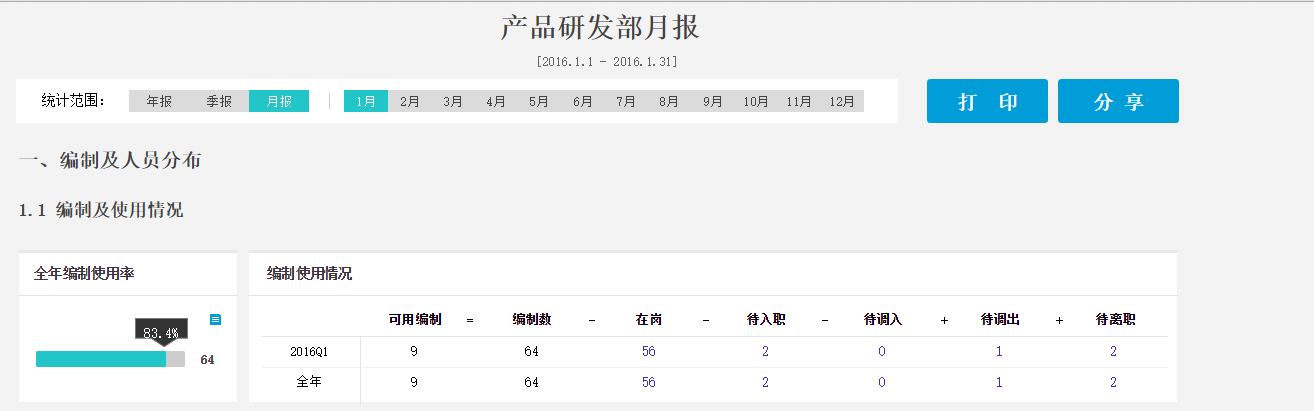 产品研发部月报
[2016.1.1 - 2016.1.31]
统计范围： 年报 季报 月报 1月 2月 3月 4月 5月 6月 7月 8月 9月 10月 11月 12月 打 印 分 享
一、编制及人员分布
1.1 编制及使用情况
全年编制使用率
83.4%
64
编制使用情况
可用编制 = 编制数 - 在岗 - 待入职 - 待调入 + 待调出 + 待离职
2016Q1 9 64 56 2 0 1 2
全年 9 64 56 2 0 1 2